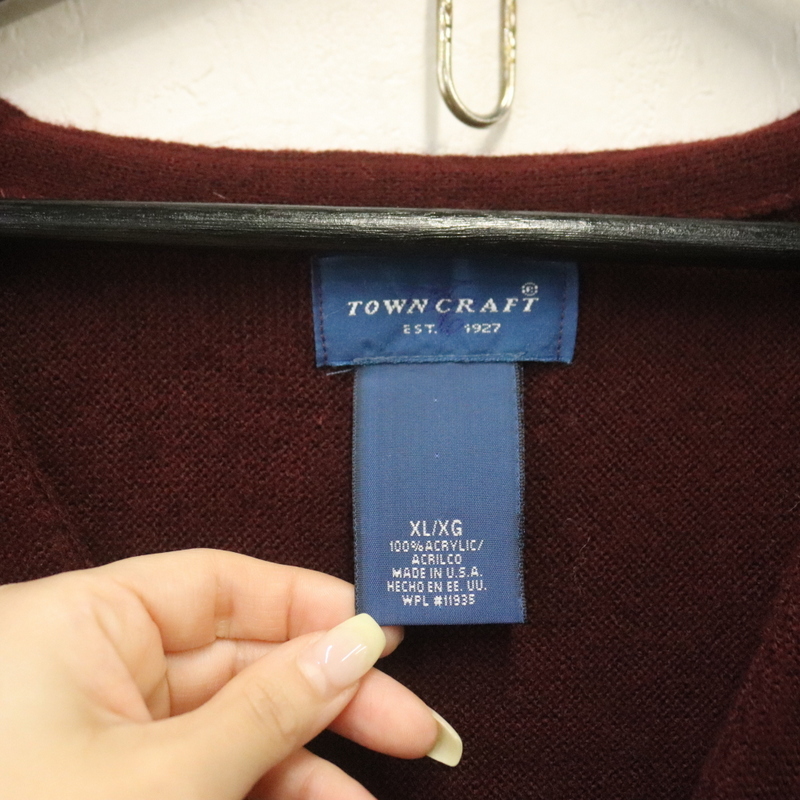 TOWNCRAFT®
EST. 1927
XL/XG
100% ACRYLIC/
ACRILCO
MADE IN U.S.A.
HECHO EN EE. UU.
WPL #11935